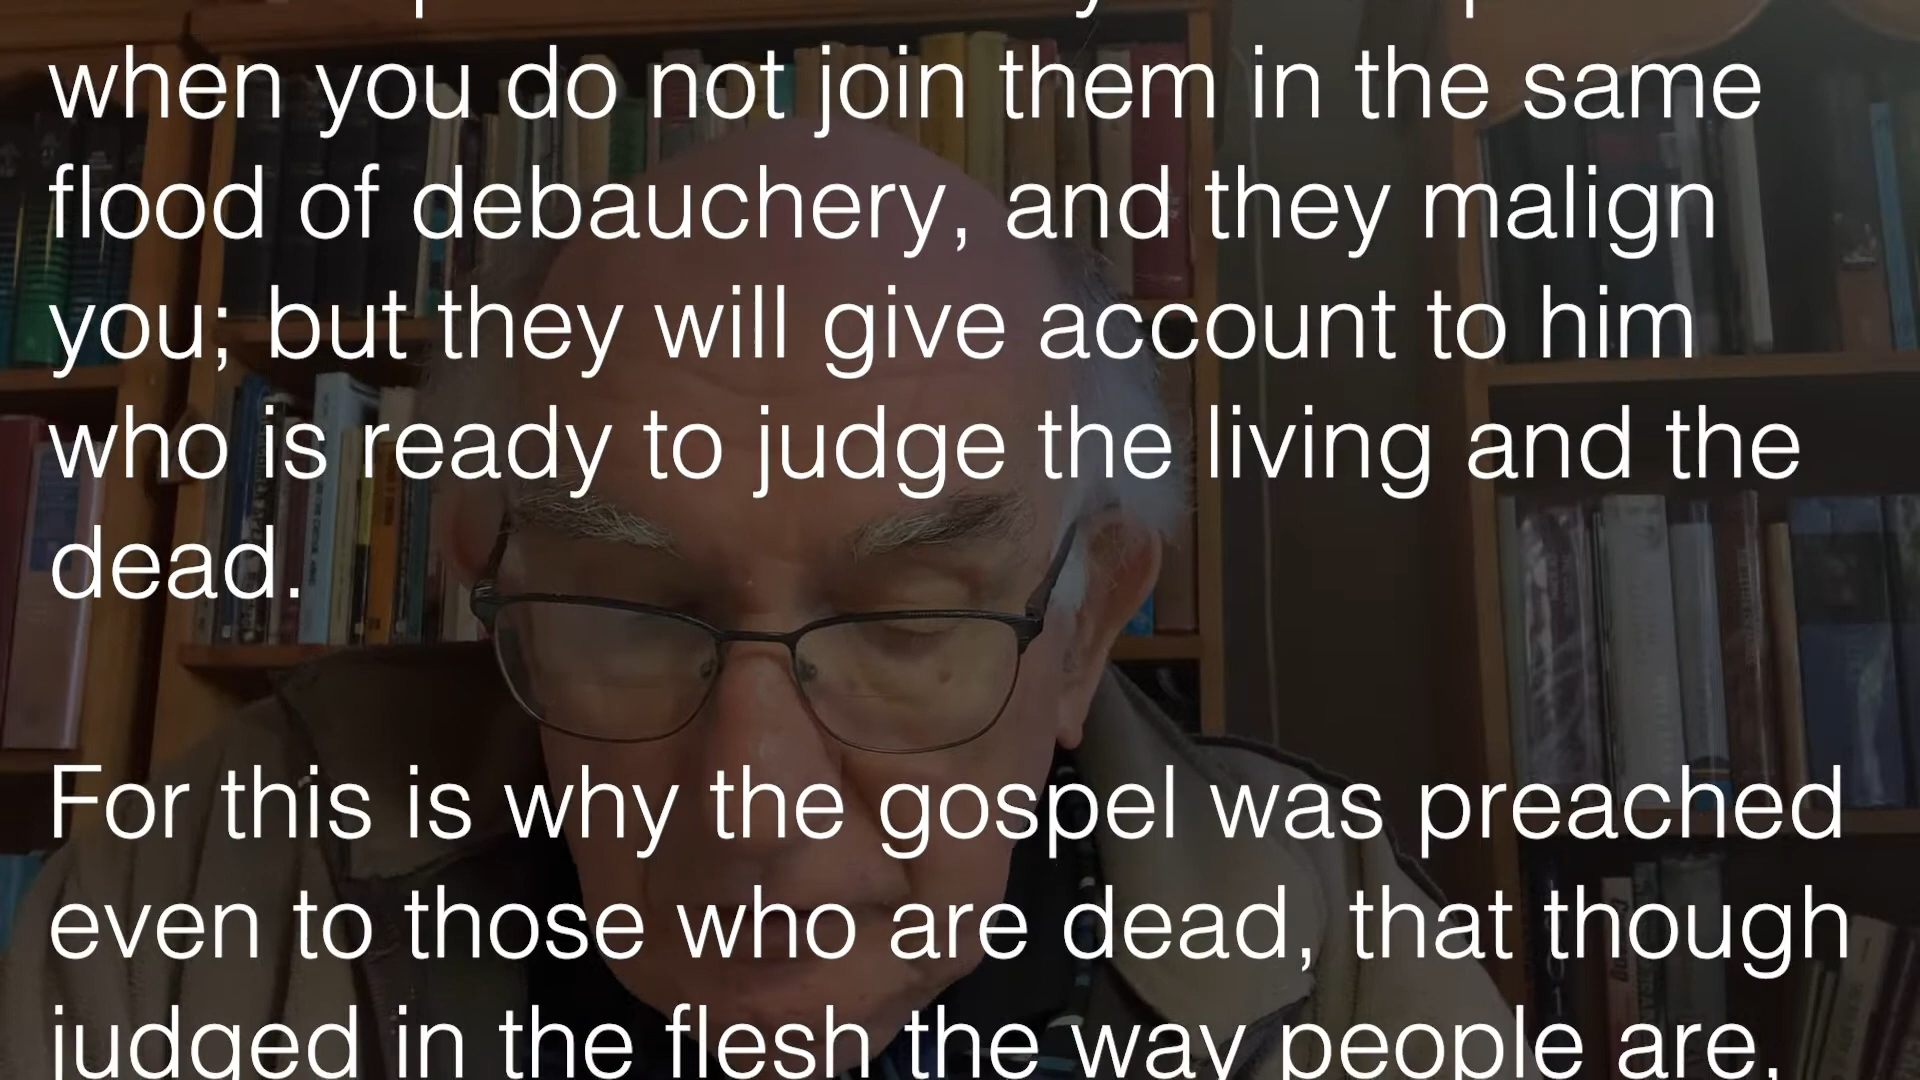 when you do not join them in the same
flood of debauchery, and they malign
you; but they will give account to him
who is ready to judge the living and the
dead.
For this is why the gospel was preached
even to those who are dead, that though
judged in the flesh the way people are,